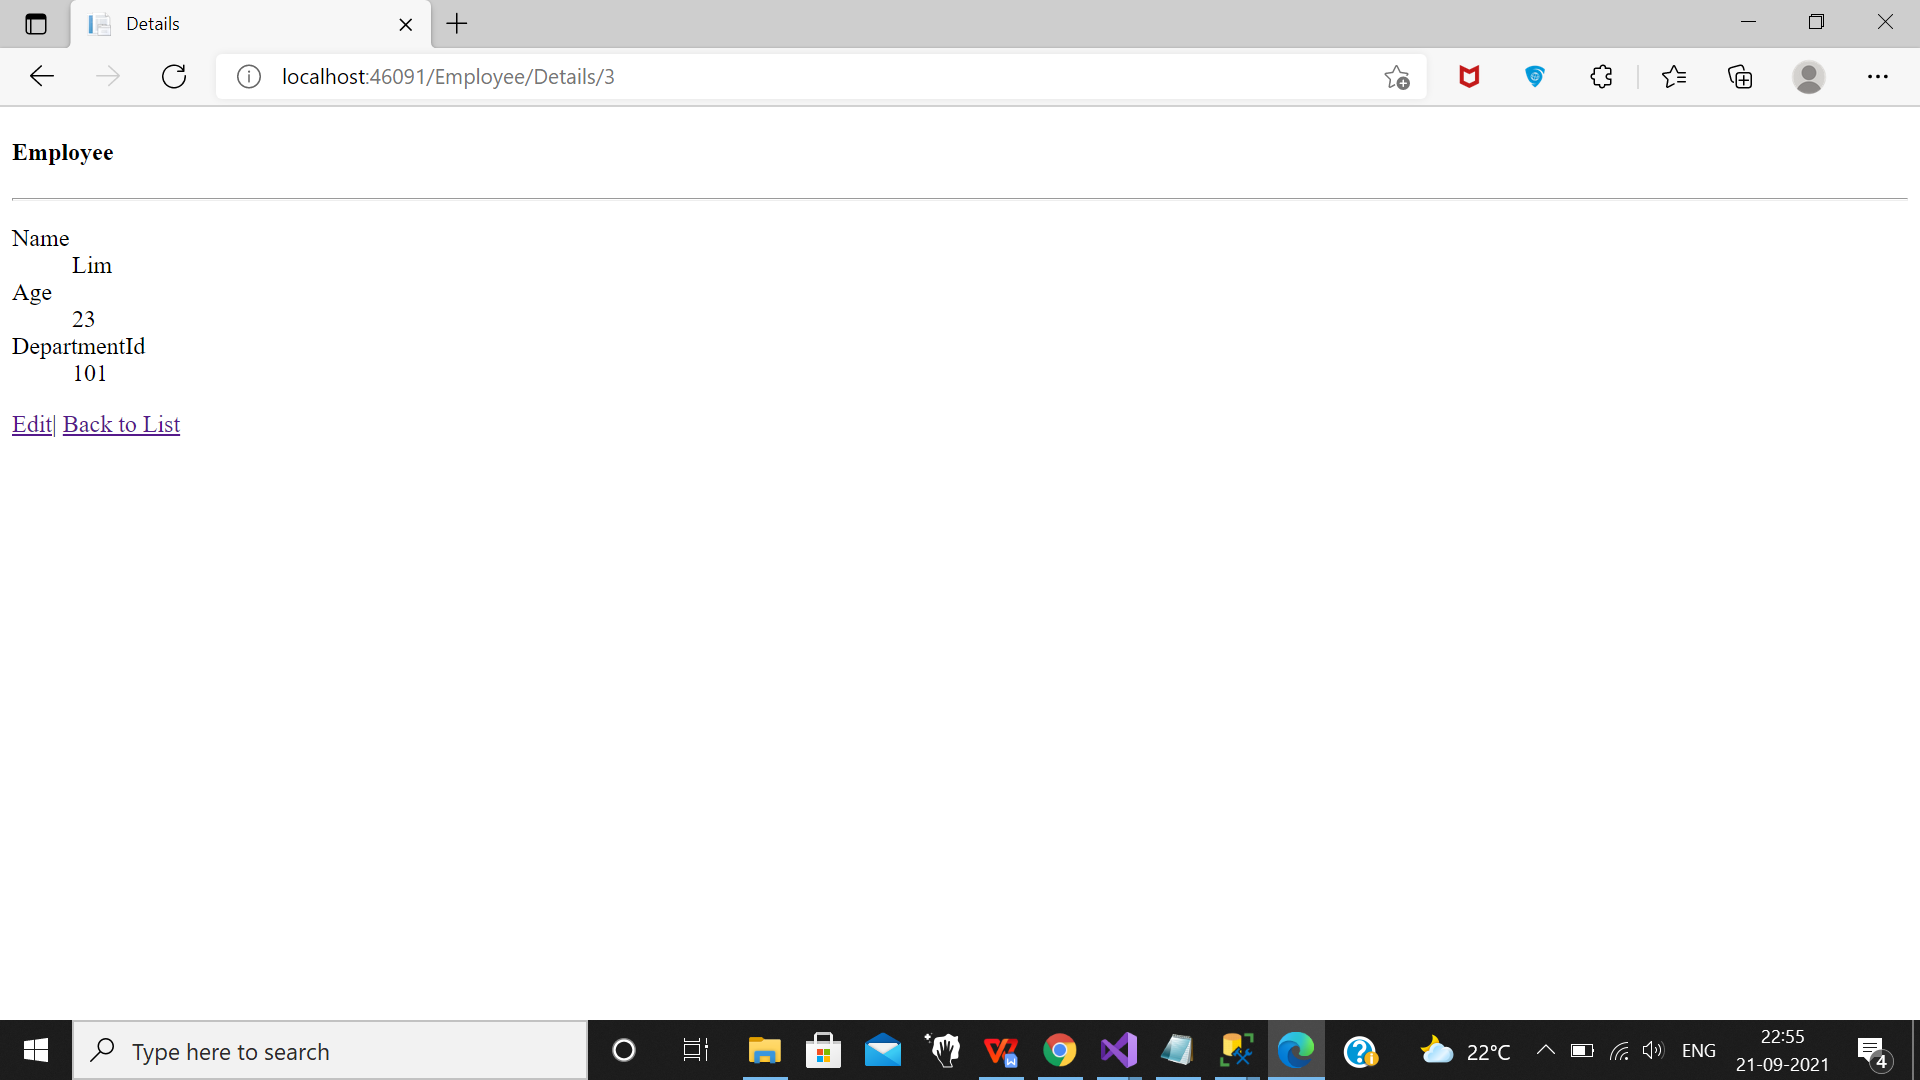 Details
localhost:46091/Employee/Details/3
Employee
Name
Lim
Age
23
DepartmentId
101
Edit| Back to List
Type here to search
22°C
ENG
22:55
21-09-2021
4